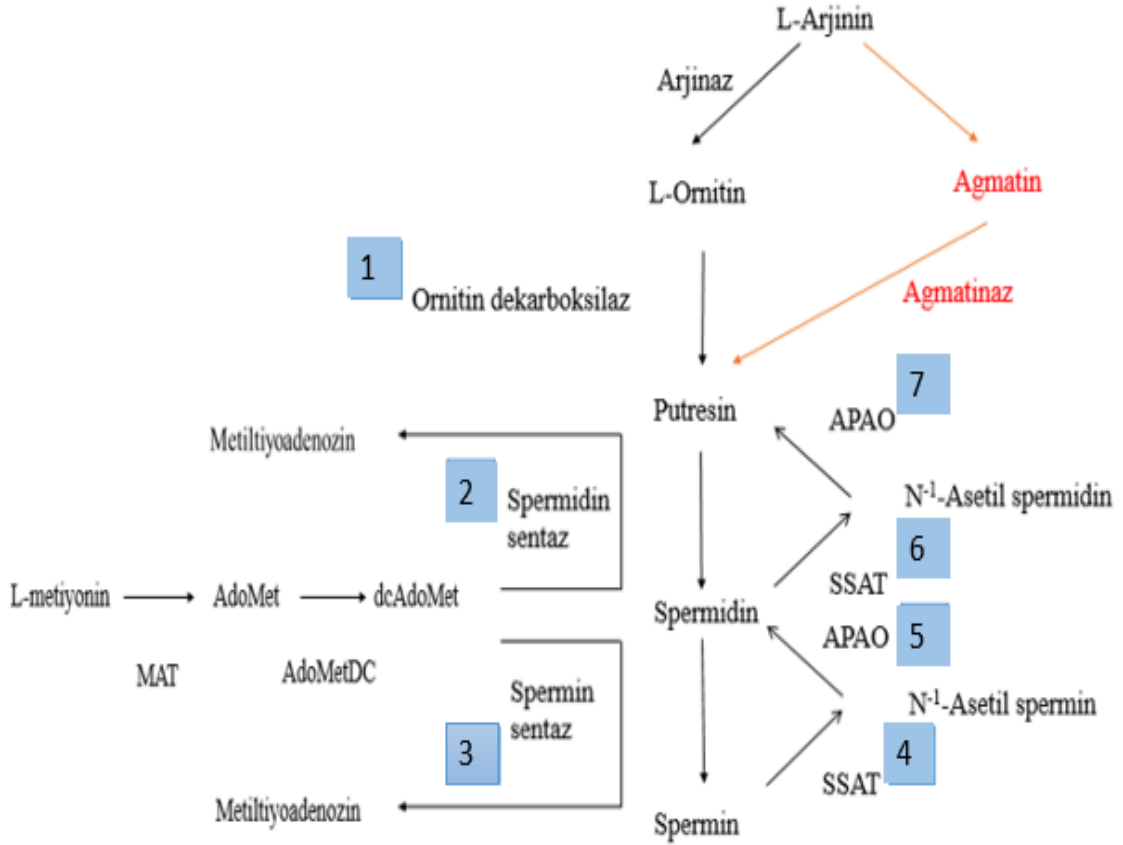 L-Arjinin
Arjinaz
L-Ornitin
Agmatin
1
Ornitin dekarboksilaz
Agmatinaz
7
Putresin
APAO
Metiltiyoadenozin
2
Spermidin
sentaz
N-1-Asetil spermidin
6
SSAT
L-metiyonin
AdoMet
dcAdoMet
Spermidin
5
APAO
MAT
AdoMetDC
Spermin
sentaz
N-1-Asetil spermin
3
4
SSAT
Metiltiyoadenozin
Spermin